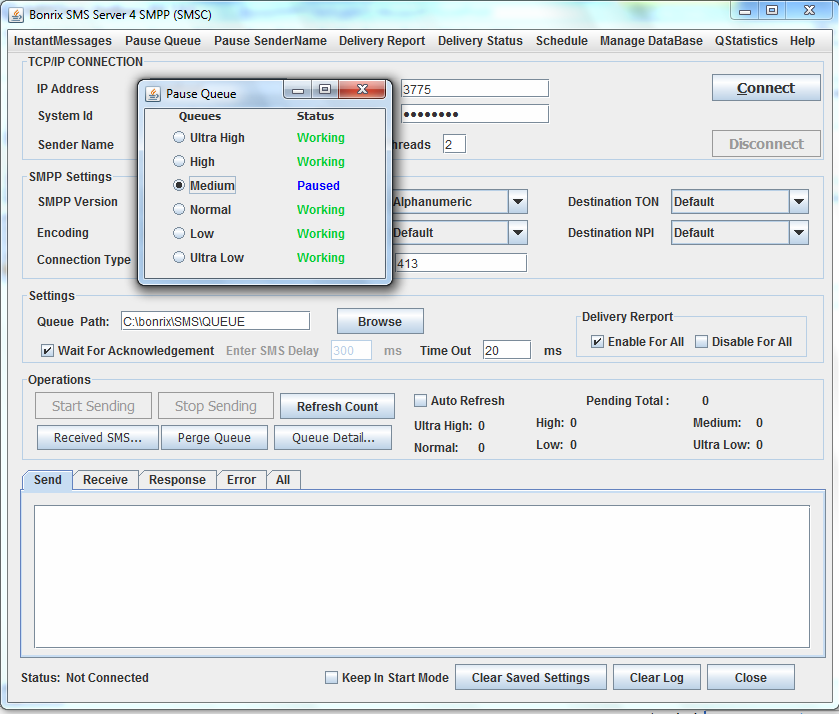 Bonrix SMS Server 4 SMPP (SMSC)
InstantMessages Pause Queue Pause SenderName Delivery Report Delivery Status Schedule Manage DataBase QStatistics Help
TCP/IP CONNECTION
IP Address 3775 Connect
System Id ••••••••
Sender Name hreads 2 Disconnect
Pause Queue
Queues Status
Ultra High Working
High Working
Medium Paused
Normal Working
Low Working
Ultra Low Working
SMPP Settings
SMPP Version Alphanumeric Destination TON Default
Encoding Default Destination NPI Default
Connection Type 413
Settings
Queue Path: C:\bonrix\SMS\QUEUE Browse
Wait For Acknowledgement Enter SMS Delay 300 ms Time Out 20 ms
Delivery Rerport
Enable For All Disable For All
Operations
Start Sending Stop Sending Refresh Count Auto Refresh Pending Total : 0
Received SMS... Perge Queue Queue Detail...
Ultra High: 0 High: 0 Medium: 0
Normal: 0 Low: 0 Ultra Low: 0
Send Receive Response Error All
Status: Not Connected Keep In Start Mode Clear Saved Settings Clear Log Close